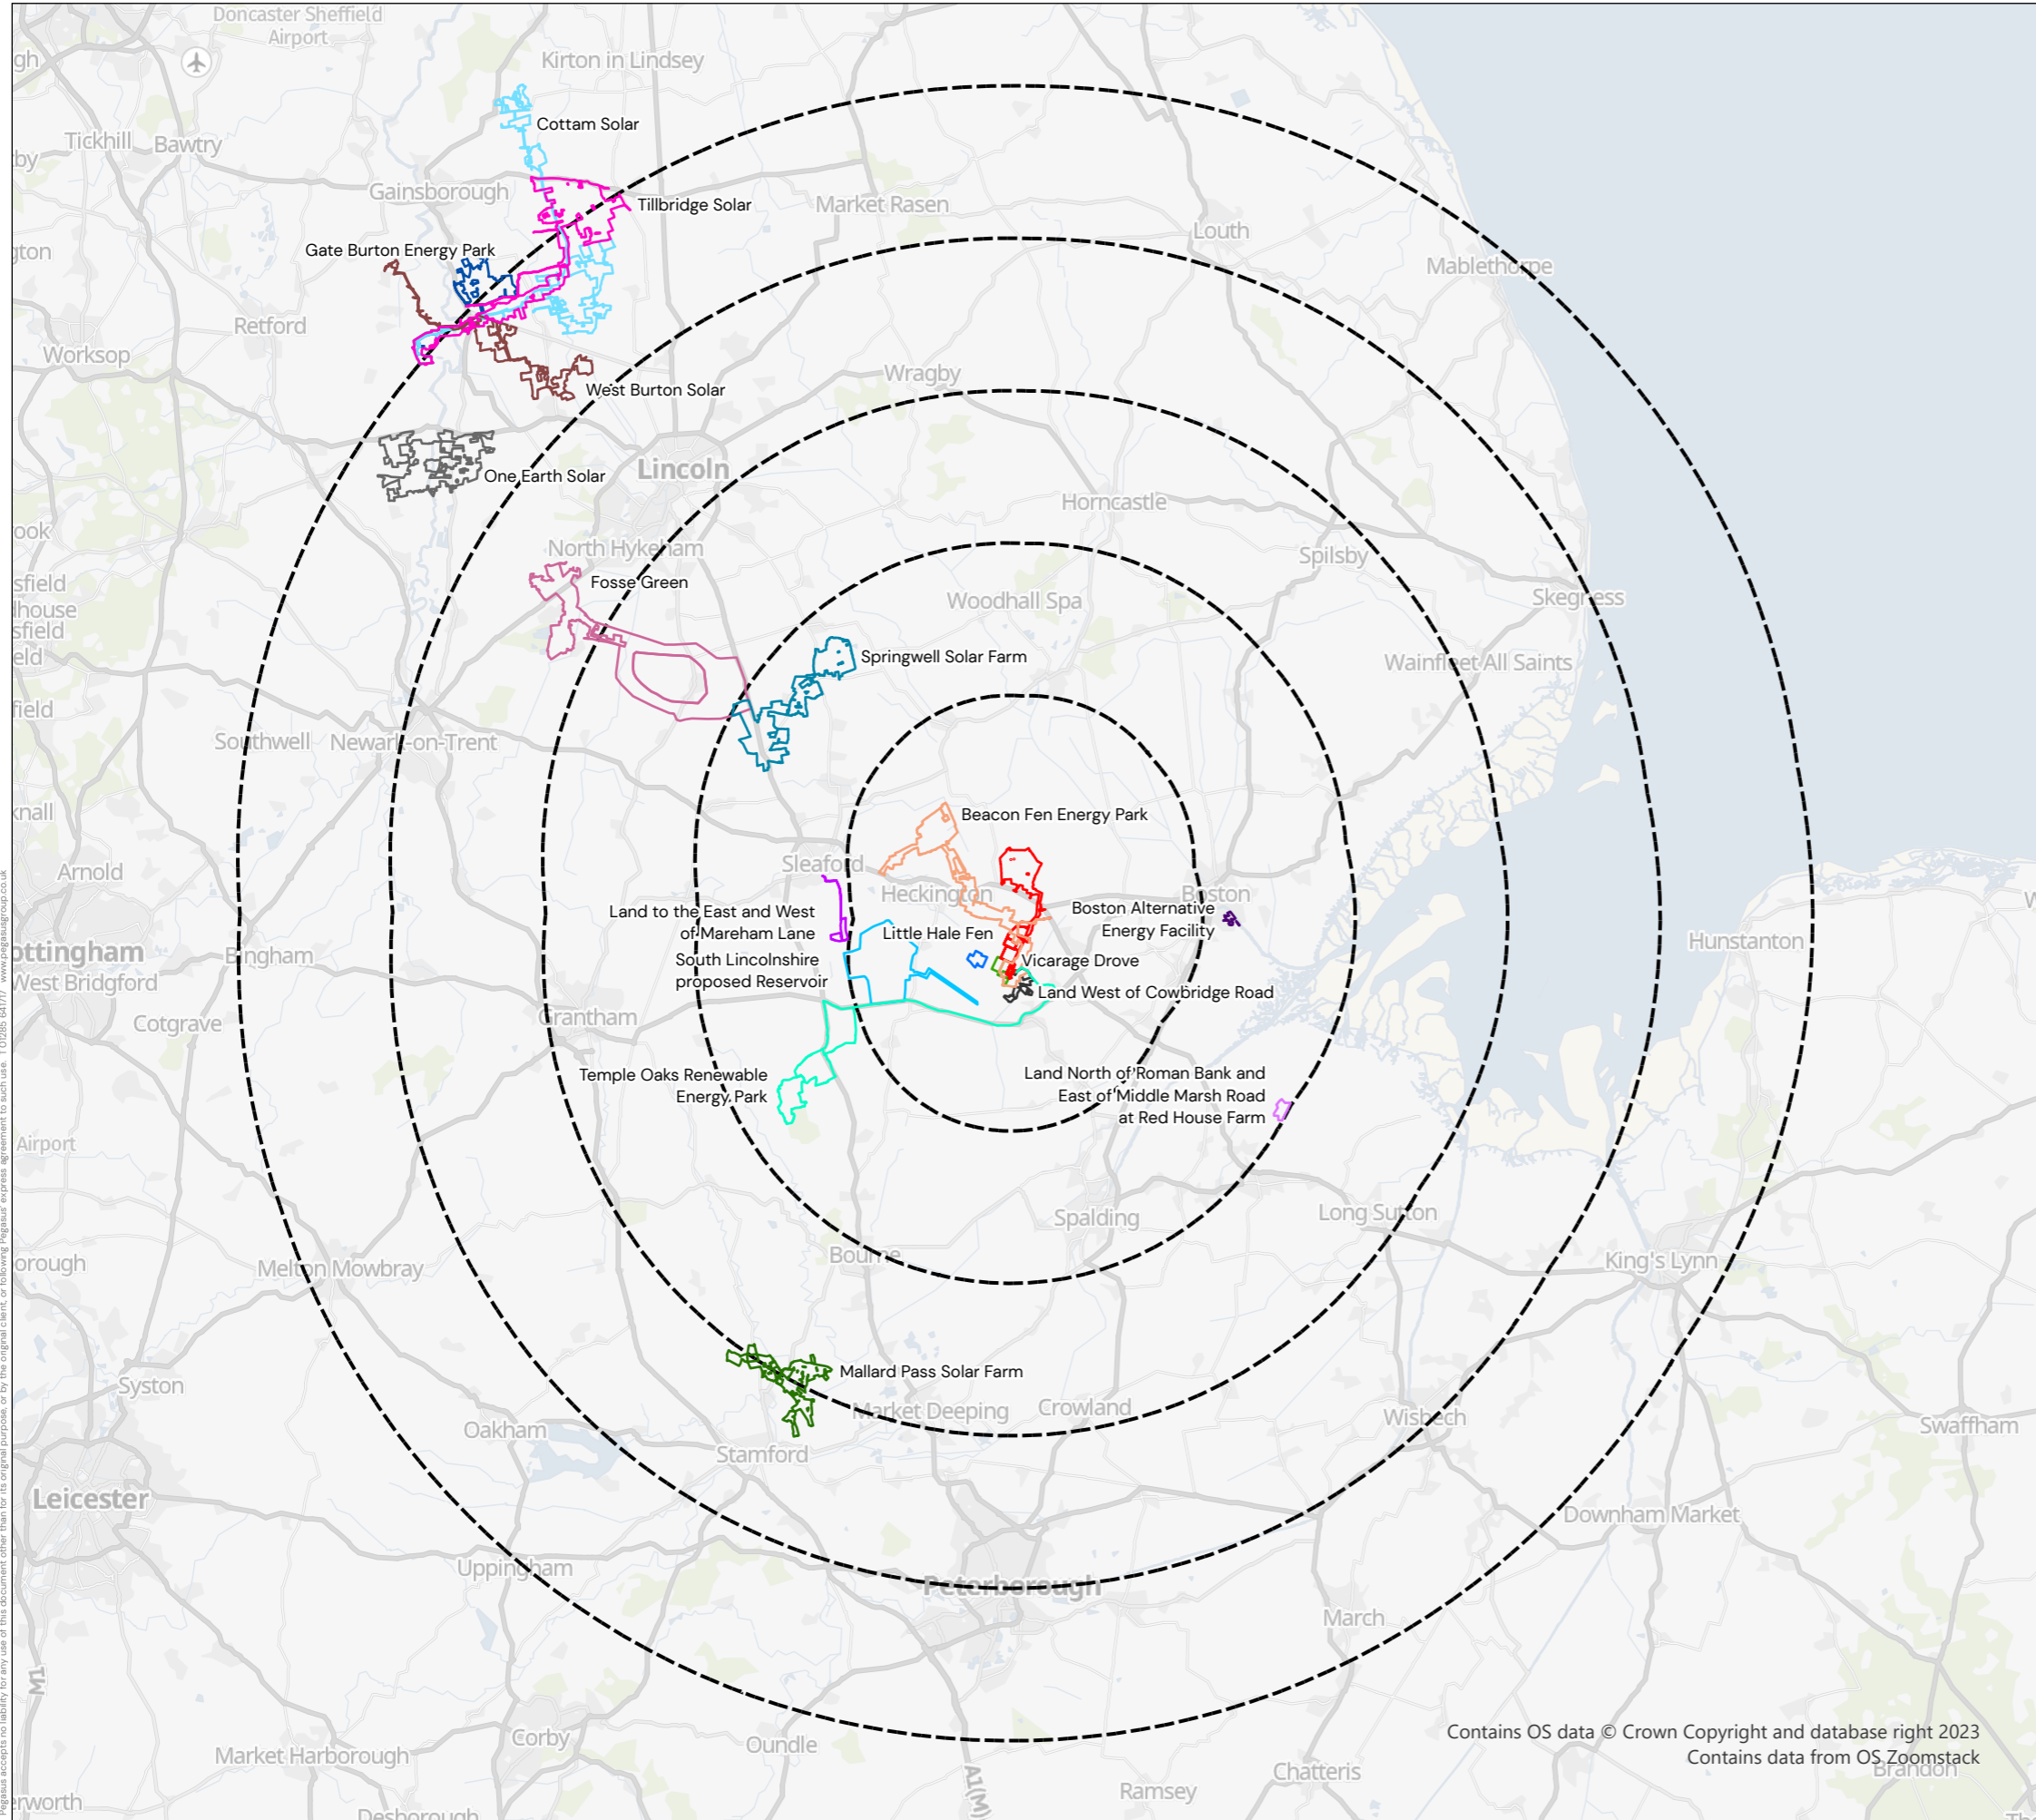 Doncaster Sheffield
Airport
Kirton in Lindsey
Cottam Solar
Tickhill
Bawtry
Gainsborough
Tillbridge Solar
Market Rasen
Louth
Gate Burton Energy Park
Mablethorpe
Retford
Worksop
Wragby
West Burton Solar
Lincoln
One Earth Solar
Horncastle
North Hykeham
Spilsby
Fosse Green
Woodhall Spa
Skegness
Springwell Solar Farm
Wainfleet All Saints
Southwell
Newark-on-Trent
Beacon Fen Energy Park
Sleaford
Arnold
Heckington
Boston
Land to the East and West
of Mareham Lane
Boston Alternative
Energy Facility
Little Hale Fen
Hunstanton
ottingham
Bingham
South Lincolnshire
proposed Reservoir
Vicarage Drove
West Bridgford
Land West of Cowbridge Road
Cotgrave
Grantham
Temple Oaks Renewable
Energy Park
Land North of Roman Bank and
East of Middle Marsh Road
at Red House Farm
Airport
Long Sutton
Spalding
Bourne
King's Lynn
orough
Melton Mowbray
Mallard Pass Solar Farm
Syston
Market Deeping
Crowland
Wisbech
Swaffham
Oakham
Stamford
Leicester
Downham Market
Uppingham
Peterborough
March
M1
Corby
Oundle
Market Harborough
A1(M)
Ramsey
Chatteris
Brandon
erworth
Desborough
Contains OS data © Crown Copyright and database right 2023
Contains data from OS Zoomstack